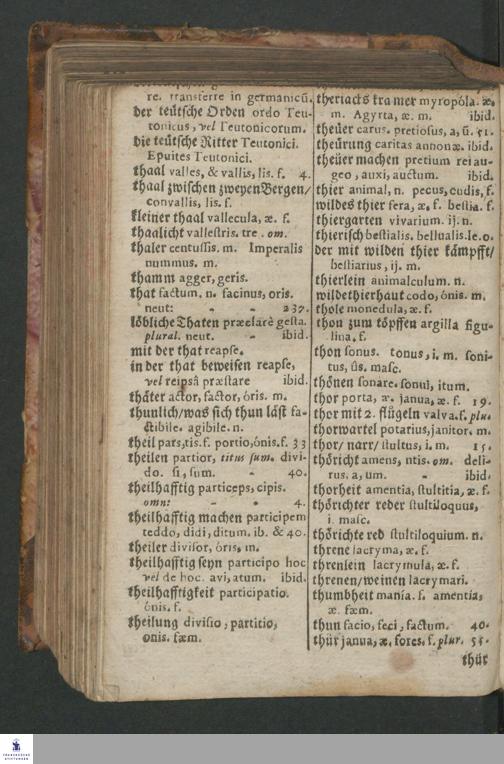 re. transferre in germanicū.
der teütsche Orden ordo Teu-
tonicus, vel Teutonicorum.
die teütsche Ritter Teutonici.
Equites Teutonici.
thaal valles, & vallis, lis. f. 4.
thaal zwischen zweyen Bergen/
convallis, lis. f.
kleiner thaal vallecula, æ. f.
thaalicht vallestris. tre. om.
thaler centussis. m. Imperalis
nummus. m.
thamm agger, geris.
that factum. n. facinus, oris.
neut: - - 237.
löbliche Thaten præclarè gesta.
plural. neut. - ibid.
mit der that reapse.
in der that beweisen reapse,
vel reipsâ præstare ibid.
thäter actor, factor, óris. m.
thunlich/was sich thun läst fa-
ctibile, agibile. n.
theil pars, tis. f. portio, ónis. f. 33
theilen partior, titus sum. divi-
do. si, sum. - 40.
theilhafftig particeps, cipis.
omn: - - 4.
theilhafftig machen participem
reddo, didi, ditum. ib. & 40.
theiler divisor, óris, m.
theilhafftig seyn participo hoc
vel de hoc. avi, atum. ibid.
theilhafftigkeit participatio.
ónis. f.
theilung divisio, partitio,
onis. fæm.
theriacks kramer myropóla. æ.
m. Agyrta, æ. m. ibid.
theüer carus. pretiosus, a, ū. 51.
theürung caritas annonæ. ibid.
theüer machen pretium rei au-
geo, auxi, auctum. ibid.
thier animal, n. pecus, cudis, f.
wildes thier fera, æ. f. bestia. f.
thiergarten vivarium. ij. n.
thierisch bestialis. bellualis. le. o.
der mit wilden thier kämpfft/
bestiarius, ij. m.
thierlein animalculum. n.
wildethierhaut codo, ónis. m.
thole monedula, æ. f.
thon zum töpffen argilla figu-
lina. f.
thon sonus. tonus, i. m. soni-
tus, ûs. masc.
thönen sonare. sonui, itum.
thor porta, æ. janua, æ. f. 19.
thor mit 2. flügeln valva. f. plu.
thorwartel potarius, janitor. m.
thor/ narr/ stultus, i. m. 15.
thöricht amens, ntis. om. deli-
rus. a, um. - ibid.
thorheit amentia, stultitia, æ. f.
thörichter reder stultiloquus,
i. masc.
thörichte red stultiloquium. n.
threne lacryma, æ. f.
threnlein lacrymula, æ. f.
threnen/weinen lacrymari.
thumbheit mania. f. amentia,
æ. fæm.
thun facio, feci, factum. 40.
thür janua, æ. fores. f. plur. 55.
thür
FRANCKESCHE
STIFTUNGEN